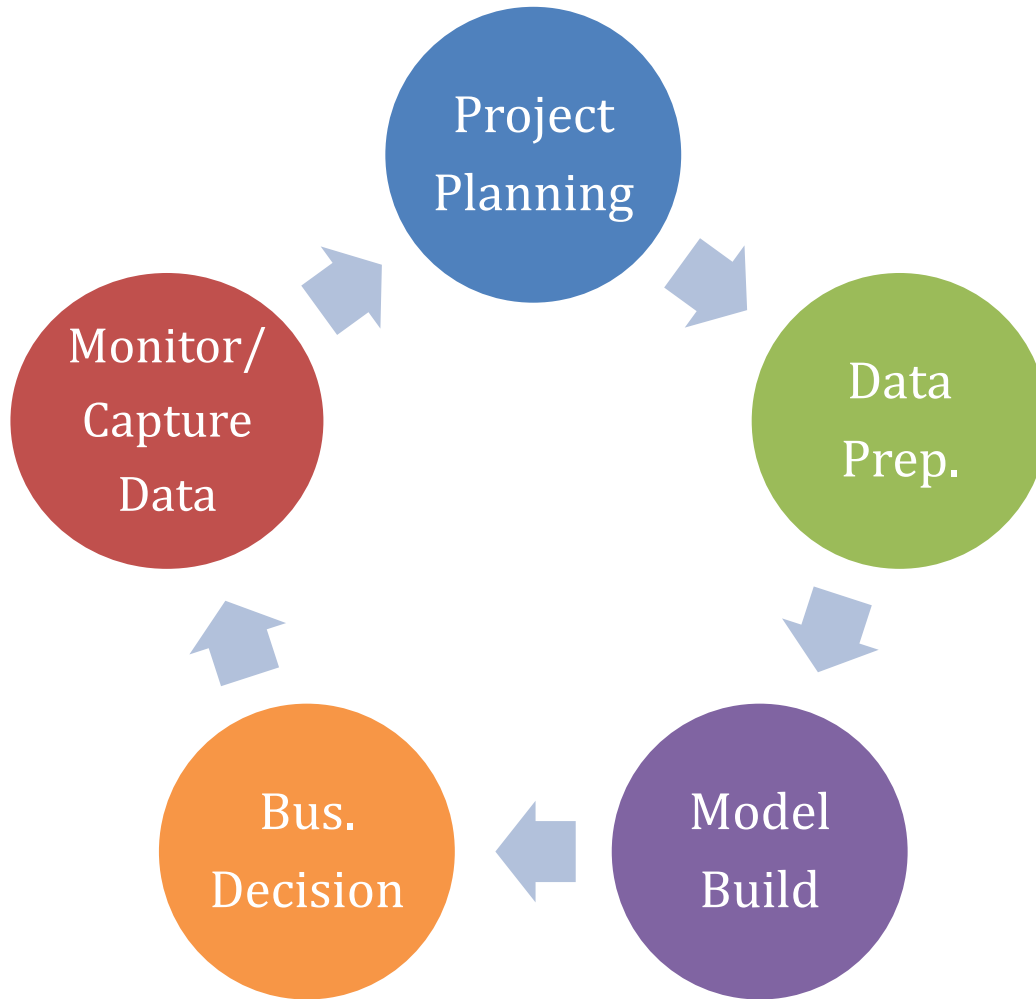 Project
Planning
Data
Prep.
Model
Build
Bus.
Decision
Monitor/
Capture
Data